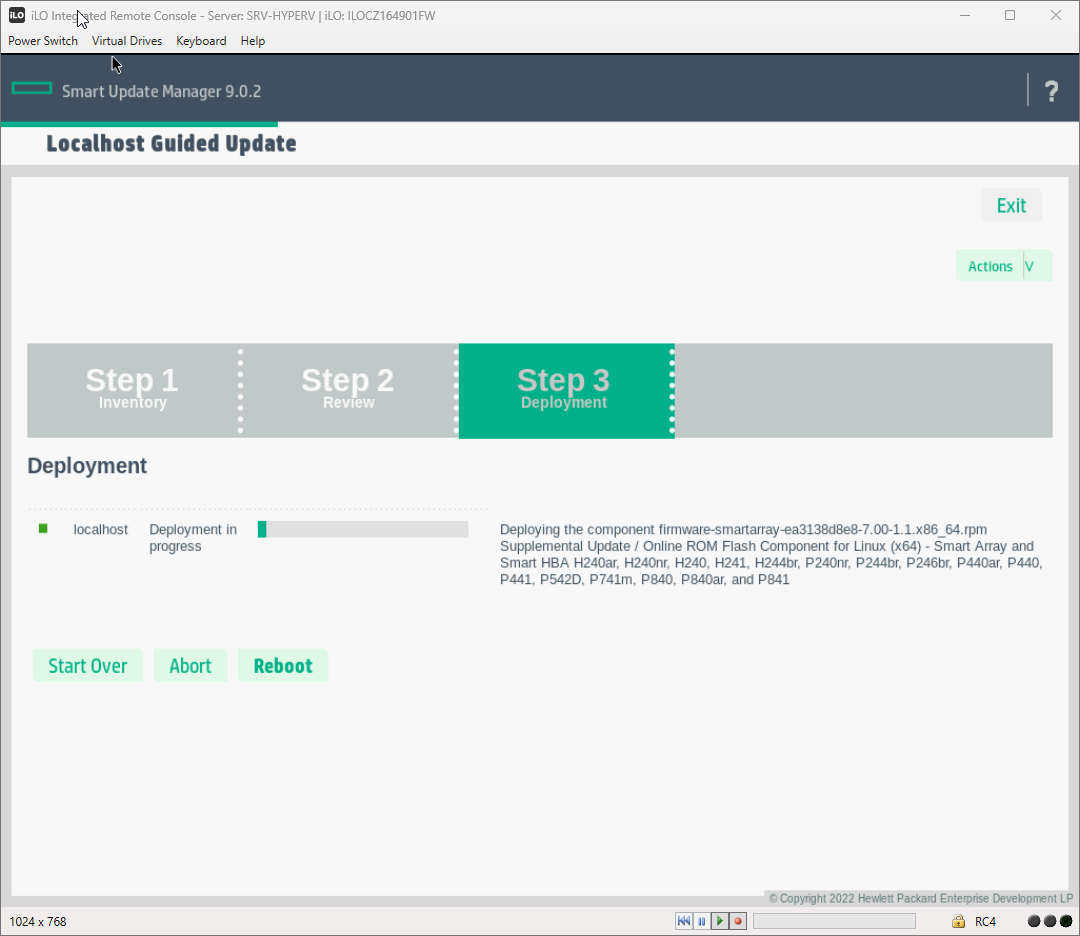 iLO
iLO Integrated Remote Console - Server: SRV-HYPERV | iLO: ILOCZ164901FW
Power Switch Virtual Drives Keyboard Help
Smart Update Manager 9.0.2
?
Localhost Guided Update
Exit
Actions V
Step 1
Inventory
Step 2
Review
Step 3
Deployment
Deployment
localhost
Deployment in
progress
Deploying the component firmware-smartarray-ea3138d8e8-7.00-1.1.x86_64.rpm
Supplemental Update / Online ROM Flash Component for Linux (x64) - Smart Array and
Smart HBA H240ar, H240nr, H240, H241, H244br, P240nr, P244br, P246br, P440ar, P440,
P441, P542D, P741m, P840, P840ar, and P841
Start Over Abort Reboot
© Copyright 2022 Hewlett Packard Enterprise Development LP
1024 x 768
RC4